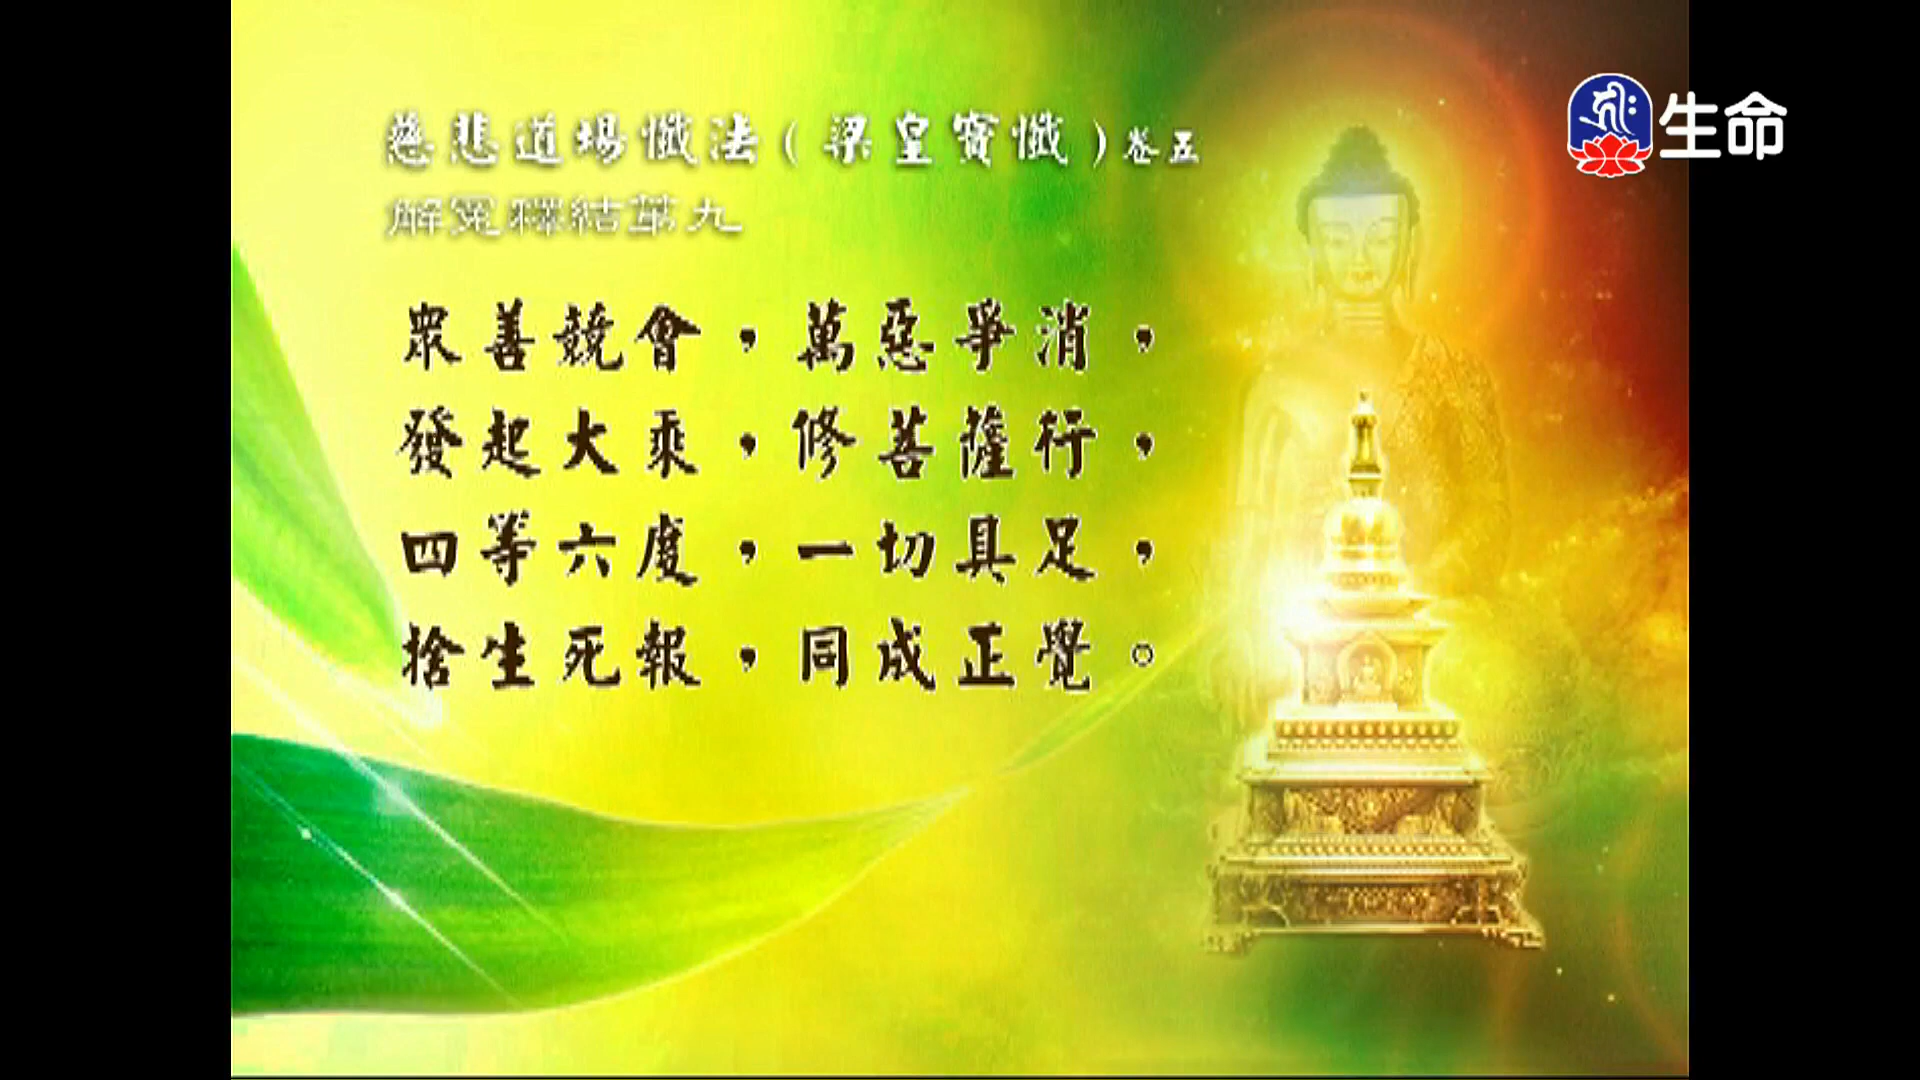 慈悲道場懺法(梁皇寶懺)卷五
解冤釋結第九
生命
眾善競會,萬惡爭消,
發起大乘,修菩薩行,
四等六度,一切具足,
捨生死報,同成正覺。